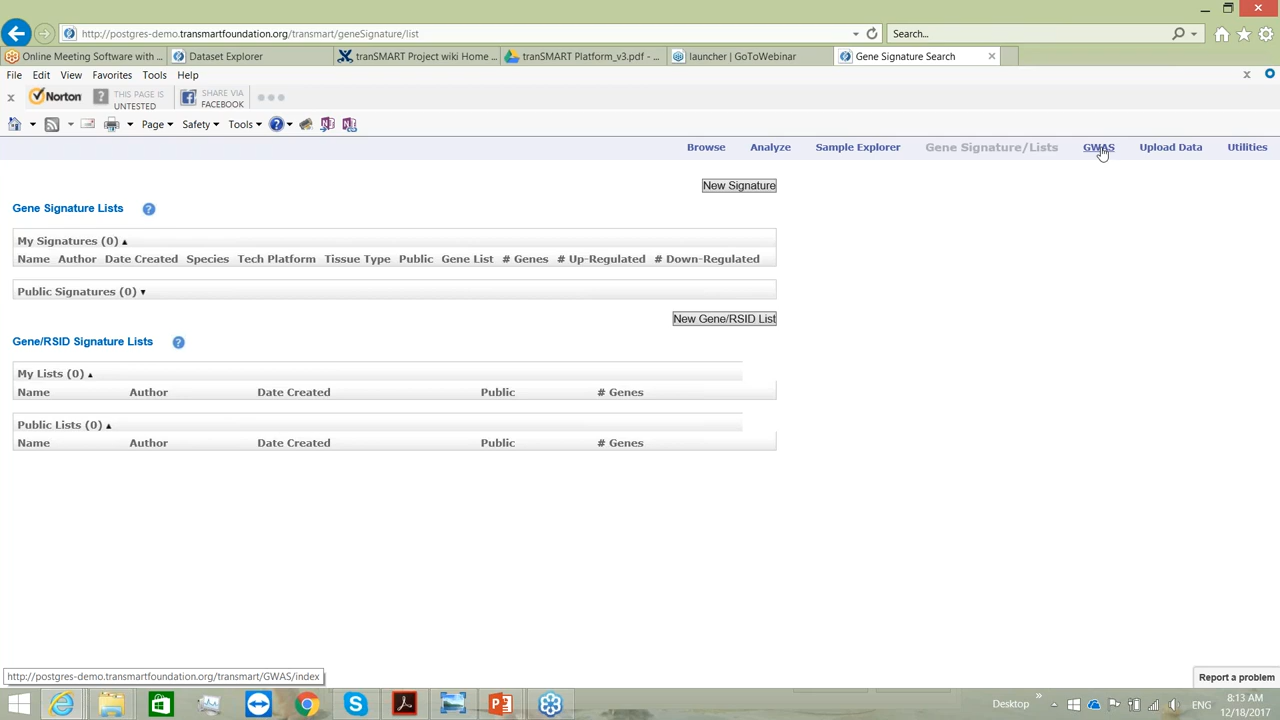 http://postgres-demo.transmartfoundation.org/transmart/geneSignature/list
Search...
Online Meeting Software with ...
Dataset Explorer
tranSMART Project wiki Home ...
tranSMART Platform_v3.pdf - ...
launcher | GoToWebinar
Gene Signature Search
File Edit View Favorites Tools Help
Norton
THIS PAGE IS
UNTESTED
SHARE VIA
FACEBOOK
Page Safety Tools
Browse Analyze Sample Explorer Gene Signature/Lists GWAS Upload Data Utilities
New Signature
Gene Signature Lists
My Signatures (0)
Name Author Date Created Species Tech Platform Tissue Type Public Gene List # Genes # Up-Regulated # Down-Regulated
Public Signatures (0)
New Gene/RSID List
Gene/RSID Signature Lists
My Lists (0)
Name Author Date Created Public # Genes
Public Lists (0)
Name Author Date Created Public # Genes
http://postgres-demo.transmartfoundation.org/transmart/GWAS/index
Report a problem
Desktop
ENG
8:13 AM
12/18/2017